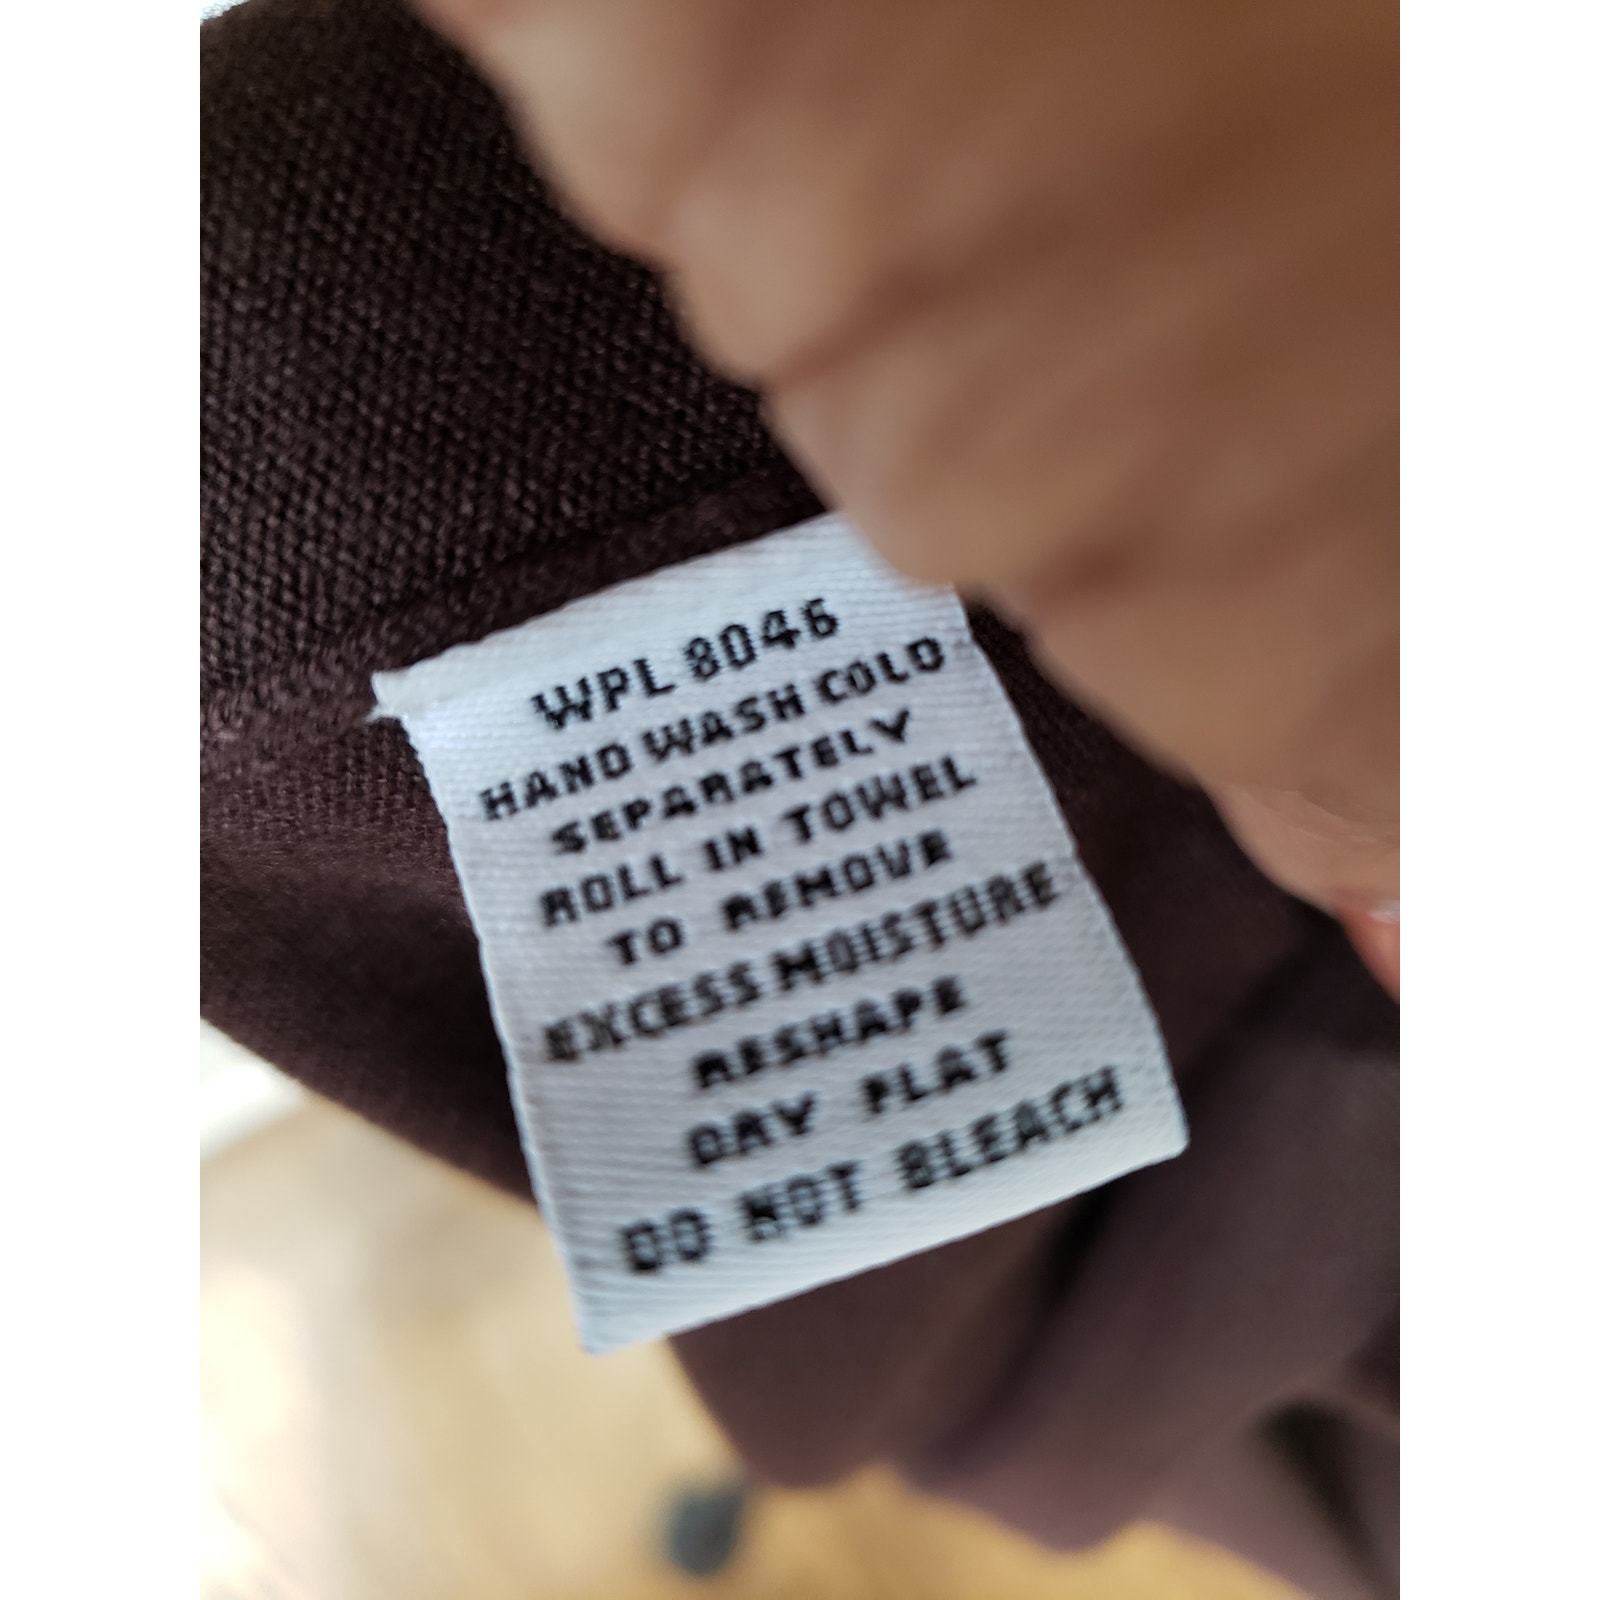 WPL 8046
HAND WASH COLD
SEPARATELY
ROLL IN TOWEL
TO REMOVE
EXCESS MOISTURE
RESHAPE
DRY FLAT
DO NOT BLEACH